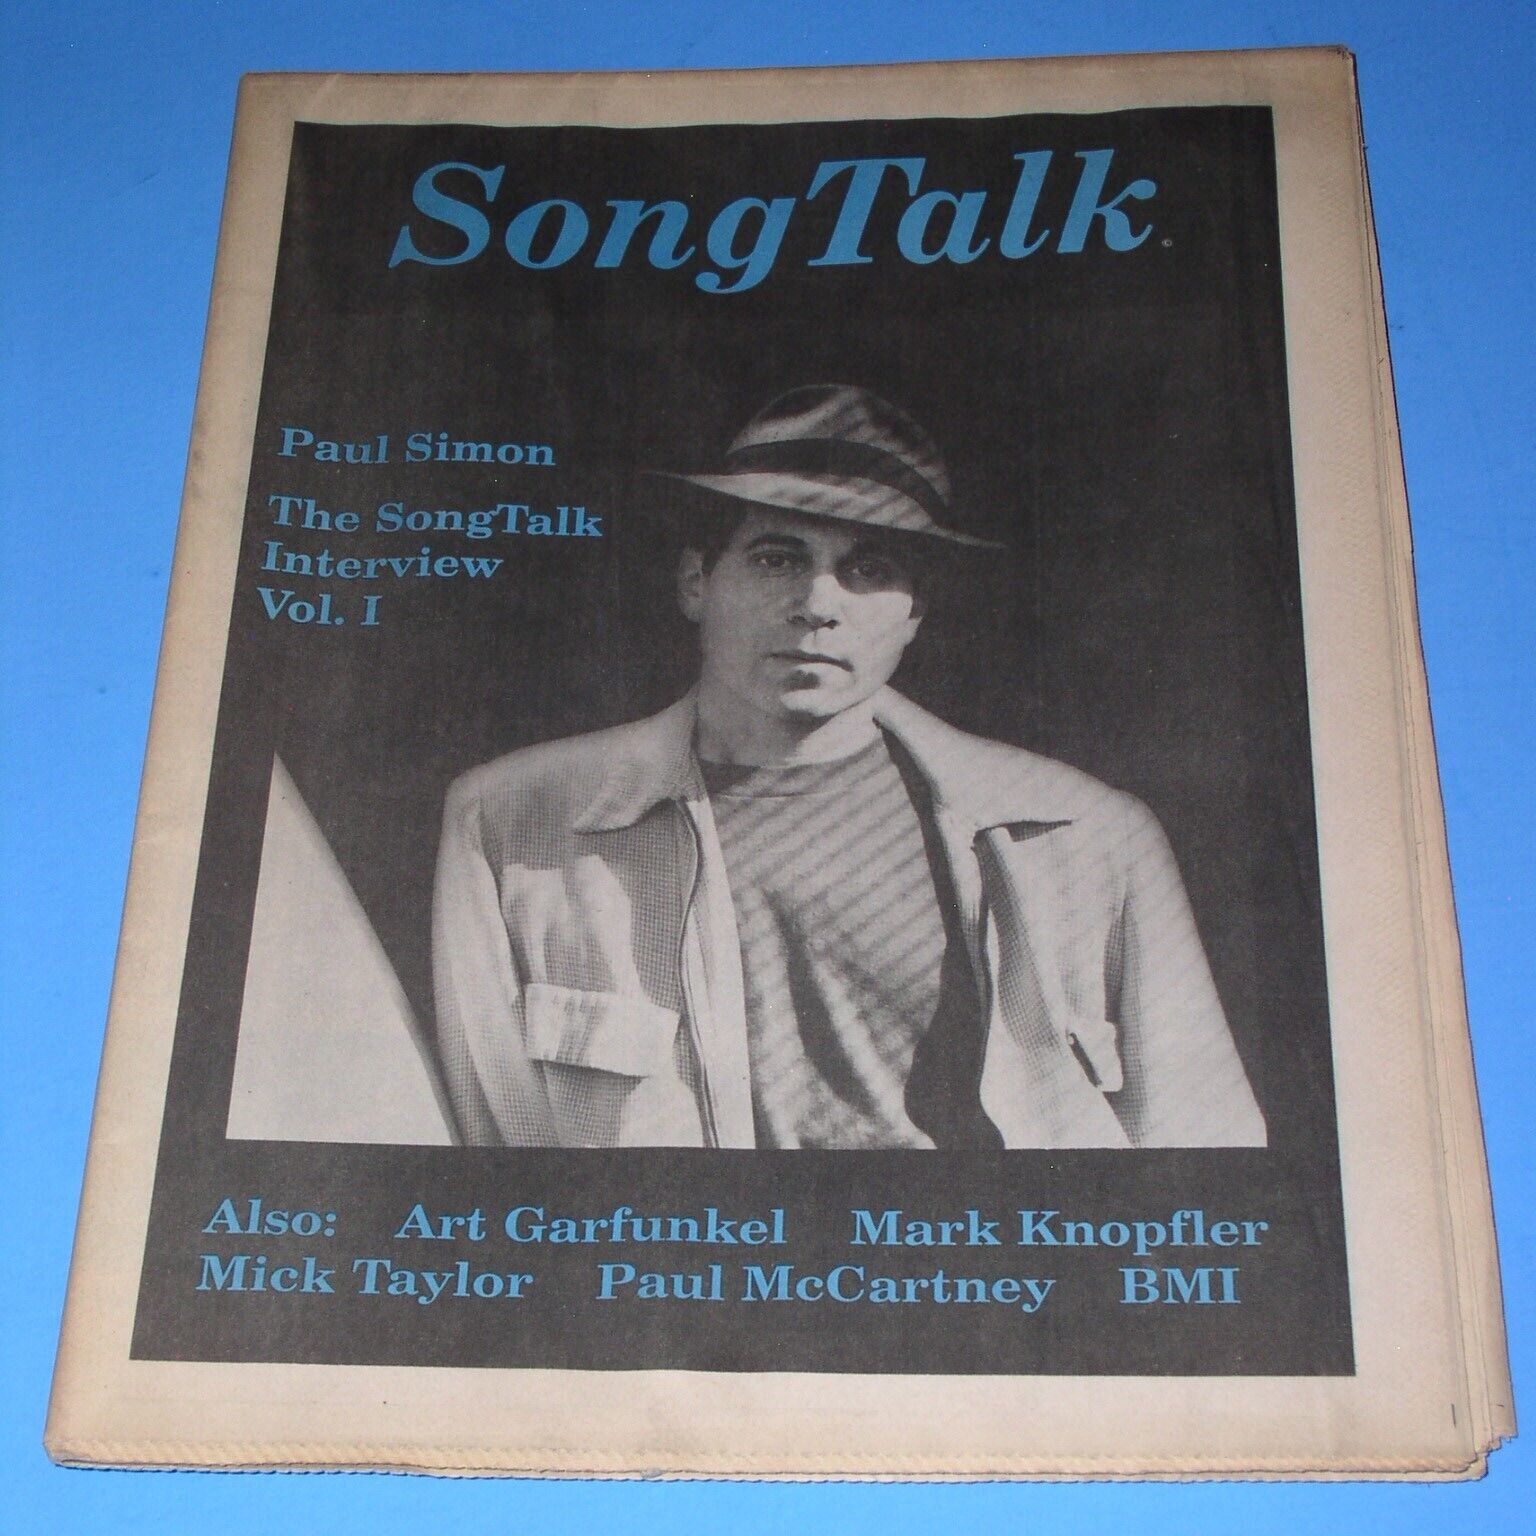 SongTalk©
Paul Simon
The SongTalk
Interview
Vol. I
Also: Art Garfunkel Mark Knopfler
Mick Taylor Paul McCartney BMI